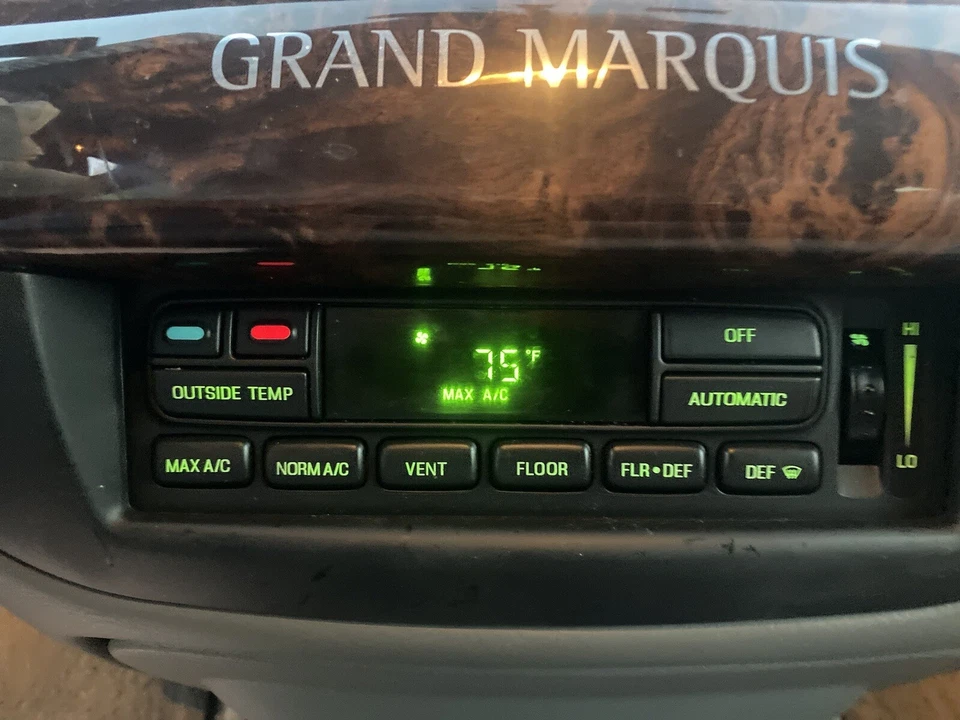 GRAND MARQUIS
75°F
MAX A/C
OFF
HI
OUTSIDE TEMP
AUTOMATIC
LO
MAX A/C
NORM A/C
VENT
FLOOR
FLR•DEF
DEF